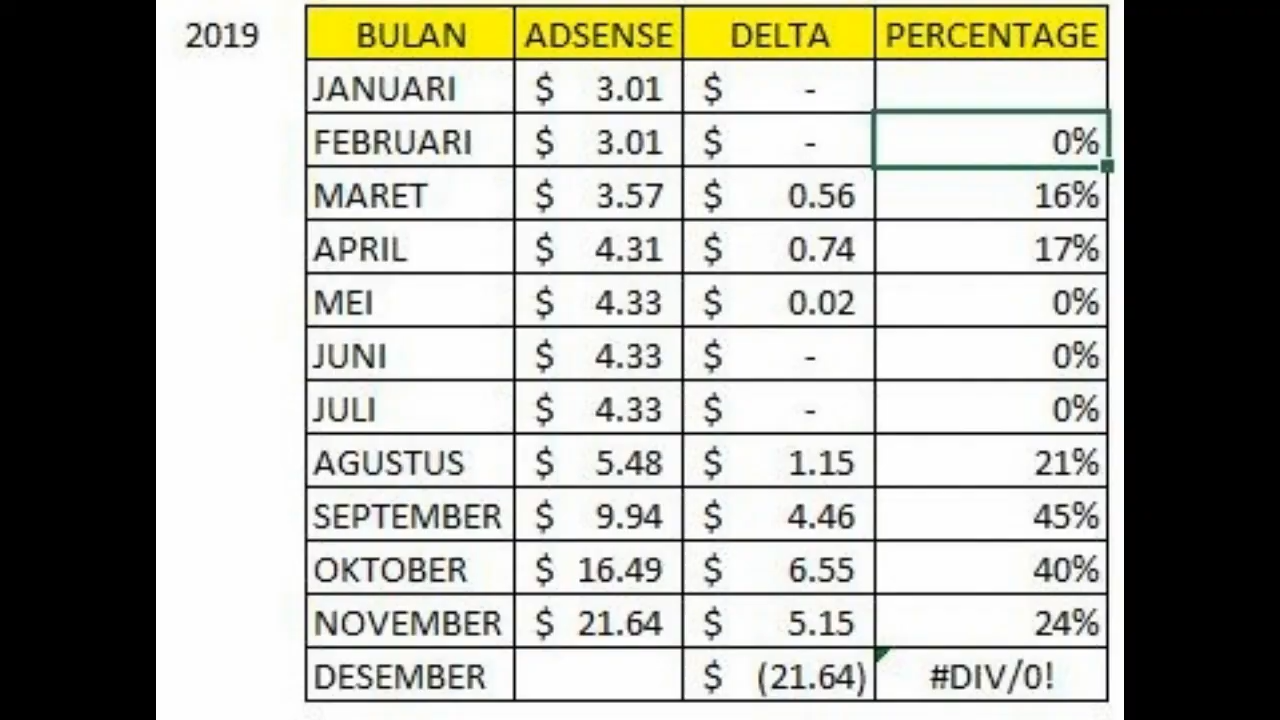 2019 BULAN ADSENSE DELTA PERCENTAGE
JANUARI $ 3.01 $ -
FEBRUARI $ 3.01 $ - 0%
MARET $ 3.57 $ 0.56 16%
APRIL $ 4.31 $ 0.74 17%
MEI $ 4.33 $ 0.02 0%
JUNI $ 4.33 $ - 0%
JULI $ 4.33 $ - 0%
AGUSTUS $ 5.48 $ 1.15 21%
SEPTEMBER $ 9.94 $ 4.46 45%
OKTOBER $ 16.49 $ 6.55 40%
NOVEMBER $ 21.64 $ 5.15 24%
DESEMBER $ (21.64) #DIV/0!